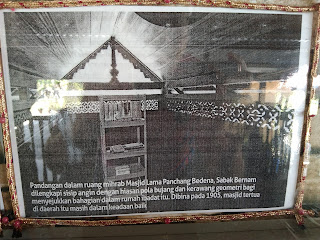 Pandangan dalam ruang mihrab Masjid Lama Panchang Bedena, Sabak Bernam
dilengkapi sisip angin dengan hiasan pola bujang dan kerawang geometri bagi
menyejukkan bahagian dalam rumah ibadat itu. Dibina pada 1905, masjid tertua
di daerah itu masih dalam keadaan baik